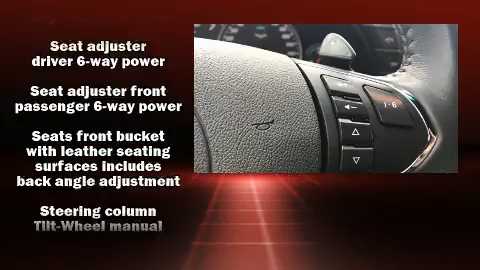 Seat adjuster
driver 6-way power
Seat adjuster front
passenger 6-way power
Seats front bucket
with leather seating
surfaces includes
back angle adjustment
Steering column
Tilt-Wheel manual